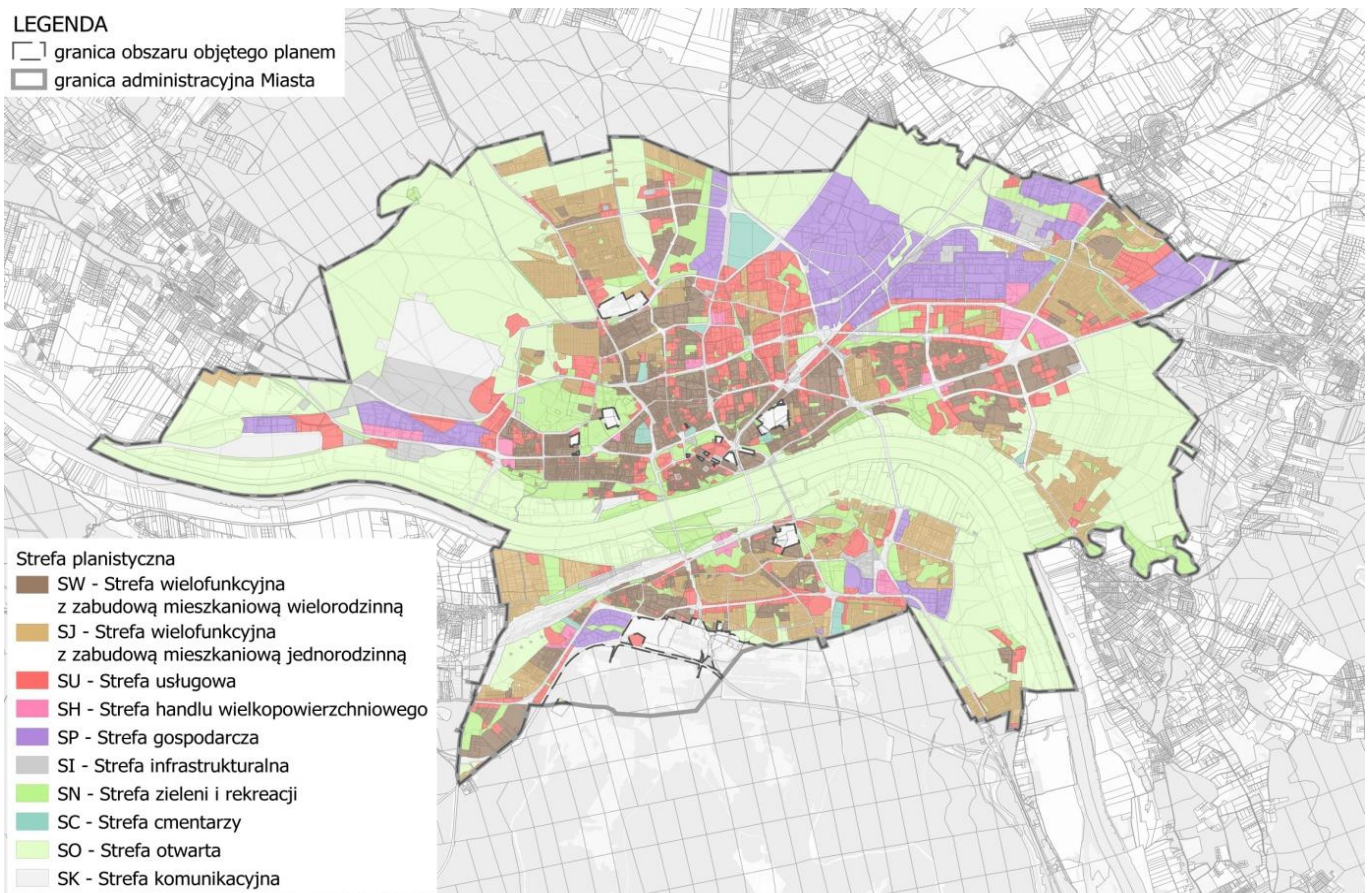 LEGENDA
granica obszaru objętego planem
granica administracyjna Miasta
Strefa planistyczna
SW - Strefa wielofunkcyjna
z zabudową mieszkaniową wielorodzinną
SJ - Strefa wielofunkcyjna
z zabudową mieszkaniową jednorodzinną
SU - Strefa usługowa
SH - Strefa handlu wielkopowierzchniowego
SP - Strefa gospodarcza
SI - Strefa infrastrukturalna
SN - Strefa zieleni i rekreacji
SC - Strefa cmentarzy
SO - Strefa otwarta
SK - Strefa komunikacyjna